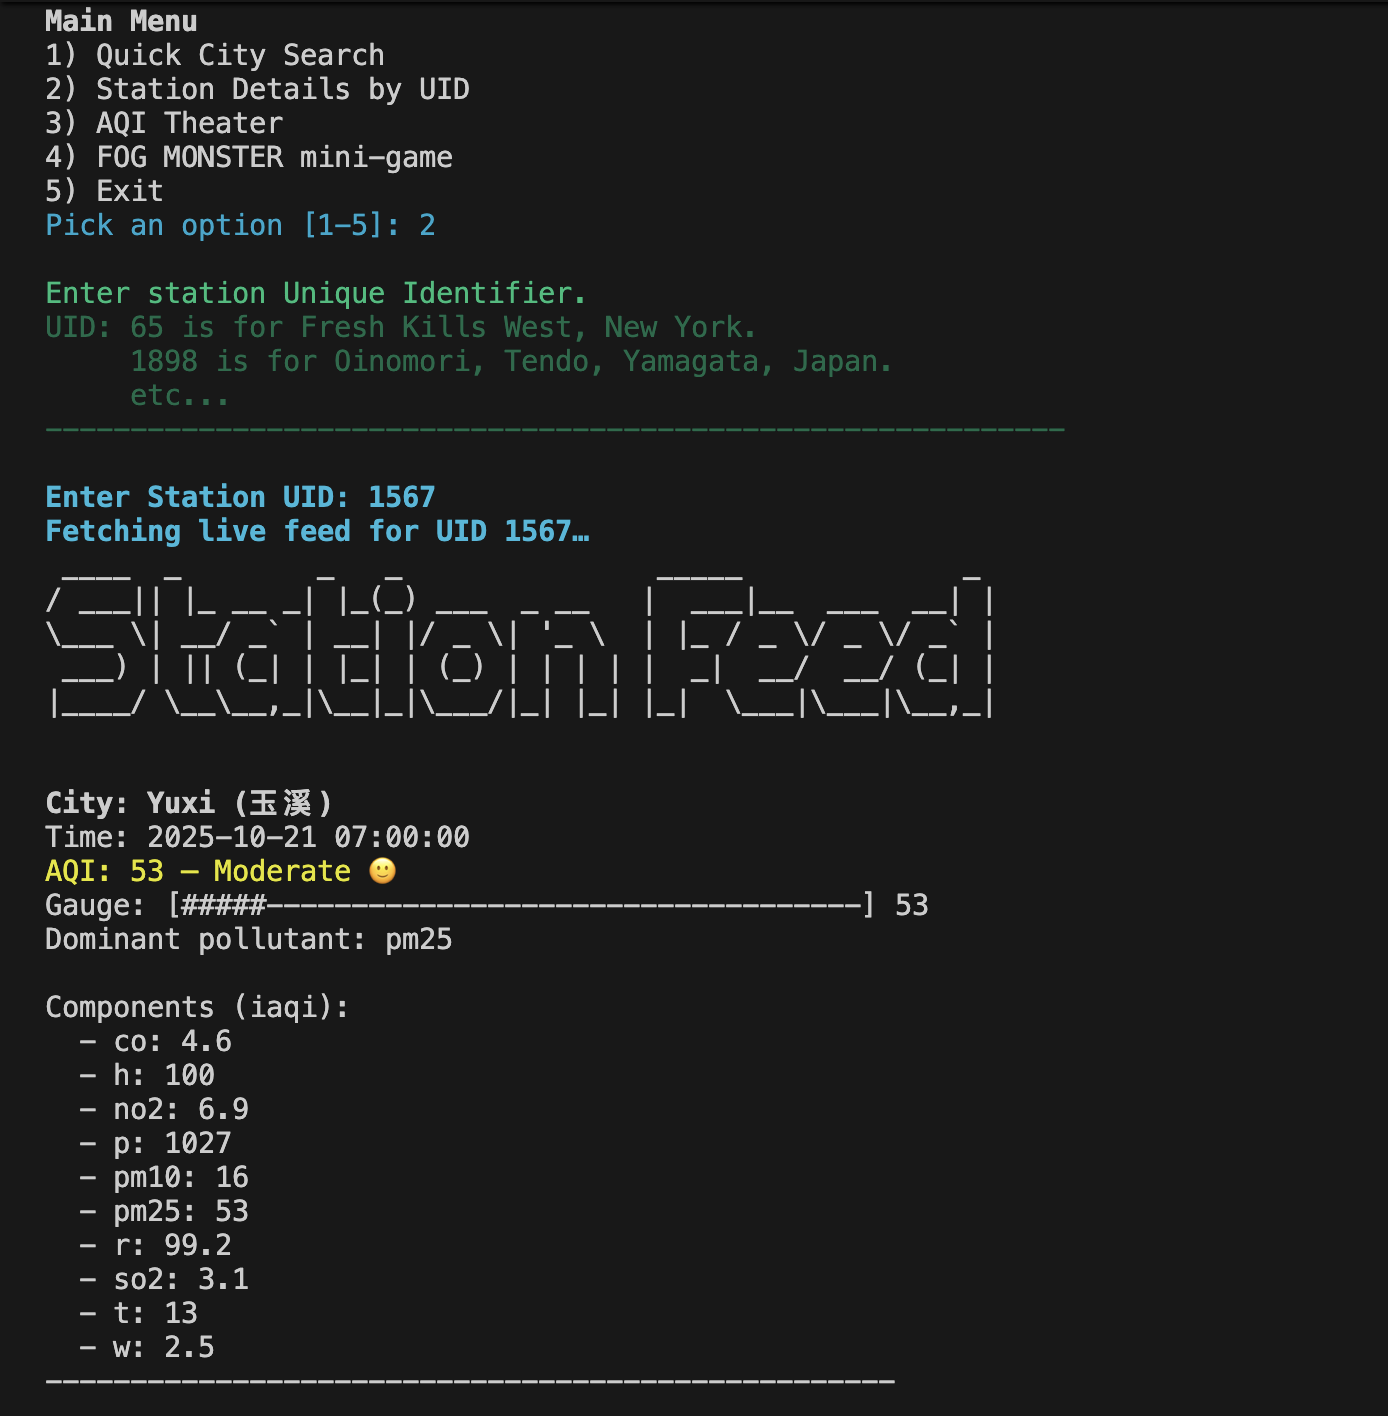 Main Menu
1) Quick City Search
2) Station Details by UID
3) AQI Theater
4) FOG MONSTER mini-game
5) Exit
Pick an option [1-5]: 2
Enter station Unique Identifier.
UID: 65 is for Fresh Kills West, New York.
1898 is for Oinomori, Tendo, Yamagata, Japan.
etc...
------------------------------------------------------------
Enter Station UID: 1567
Fetching live feed for UID 1567…
Station Feed
City: Yuxi (玉溪)
Time: 2025-10-21 07:00:00
AQI: 53 — Moderate 🙂
Gauge: [#####-----------------------------------] 53
Dominant pollutant: pm25
Components (iaqi):
- co: 4.6
- h: 100
- no2: 6.9
- p: 1027
- pm10: 16
- pm25: 53
- r: 99.2
- so2: 3.1
- t: 13
- w: 2.5
--------------------------------------------------